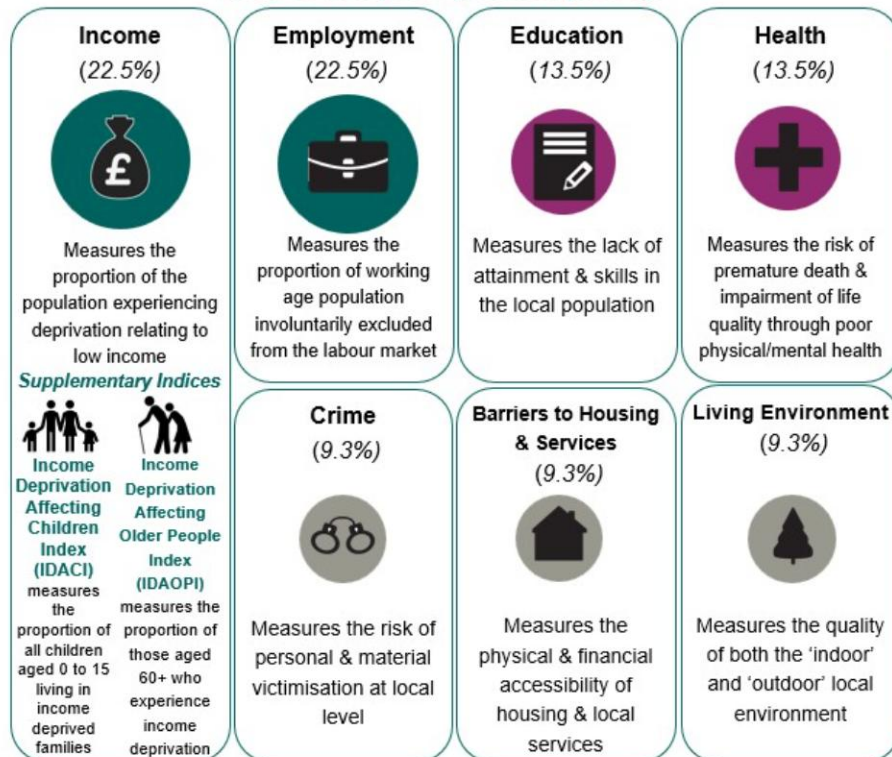 Income
(22.5%)
£
Measures the
proportion of the
population experiencing
deprivation relating to
low income
Supplementary Indices
Income
Deprivation
Affecting
Children
Index
(IDACI)
measures
the
proportion of
all children
aged 0 to 15
living in
income
deprived
families
Income
Deprivation
Affecting
Older People
Index
(IDAOPI)
measures the
proportion of
those aged
60+ who
experience
income
deprivation
Employment
(22.5%)
Measures the
proportion of working
age population
involuntarily excluded
from the labour market
Education
(13.5%)
Measures the lack of
attainment & skills in
the local population
Health
(13.5%)
Measures the risk of
premature death &
impairment of life
quality through poor
physical/mental health
Crime
(9.3%)
Measures the risk of
personal & material
victimisation at local
level
Barriers to Housing
& Services
(9.3%)
Measures the
physical & financial
accessibility of
housing & local
services
Living Environment
(9.3%)
Measures the quality
of both the ‘indoor’
and ‘outdoor’ local
environment